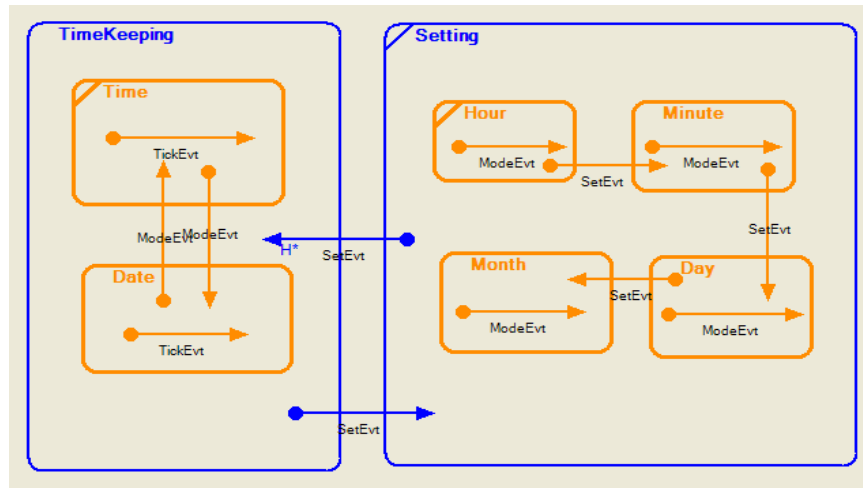 TimeKeeping
Setting
Time
TickEvt
ModeEvt
ModeEvt
Date
TickEvt
H*
SetEvt
SetEvt
Hour
ModeEvt
SetEvt
Minute
ModeEvt
SetEvt
Month
ModeEvt
SetEvt
Day
ModeEvt